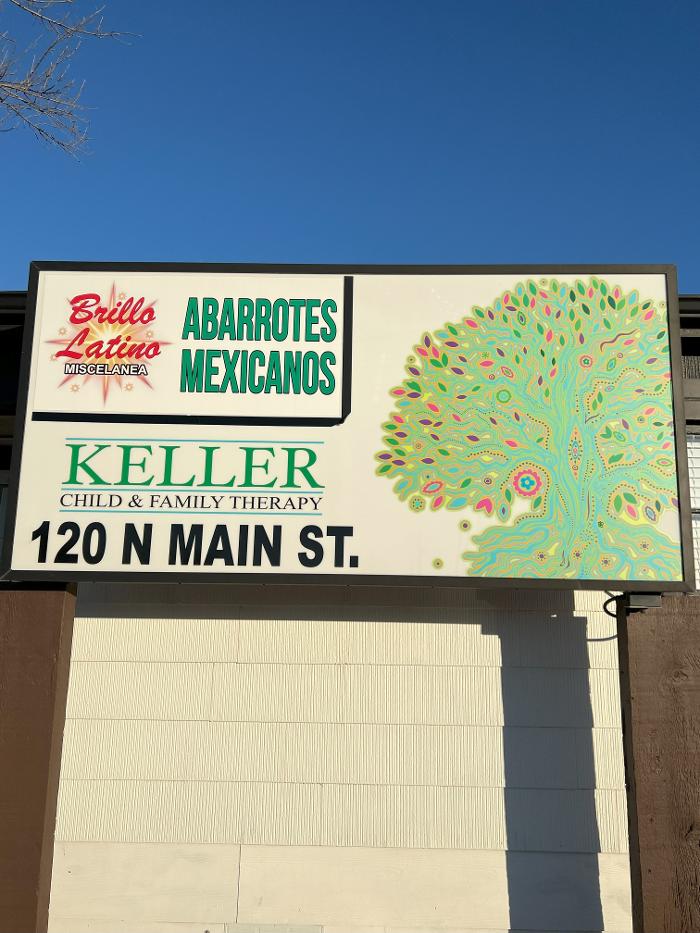 Brillo
Latino
MISCELANEA
ABARROTES
MEXICANOS
KELLER
CHILD & FAMILY THERAPY
120 N MAIN ST.